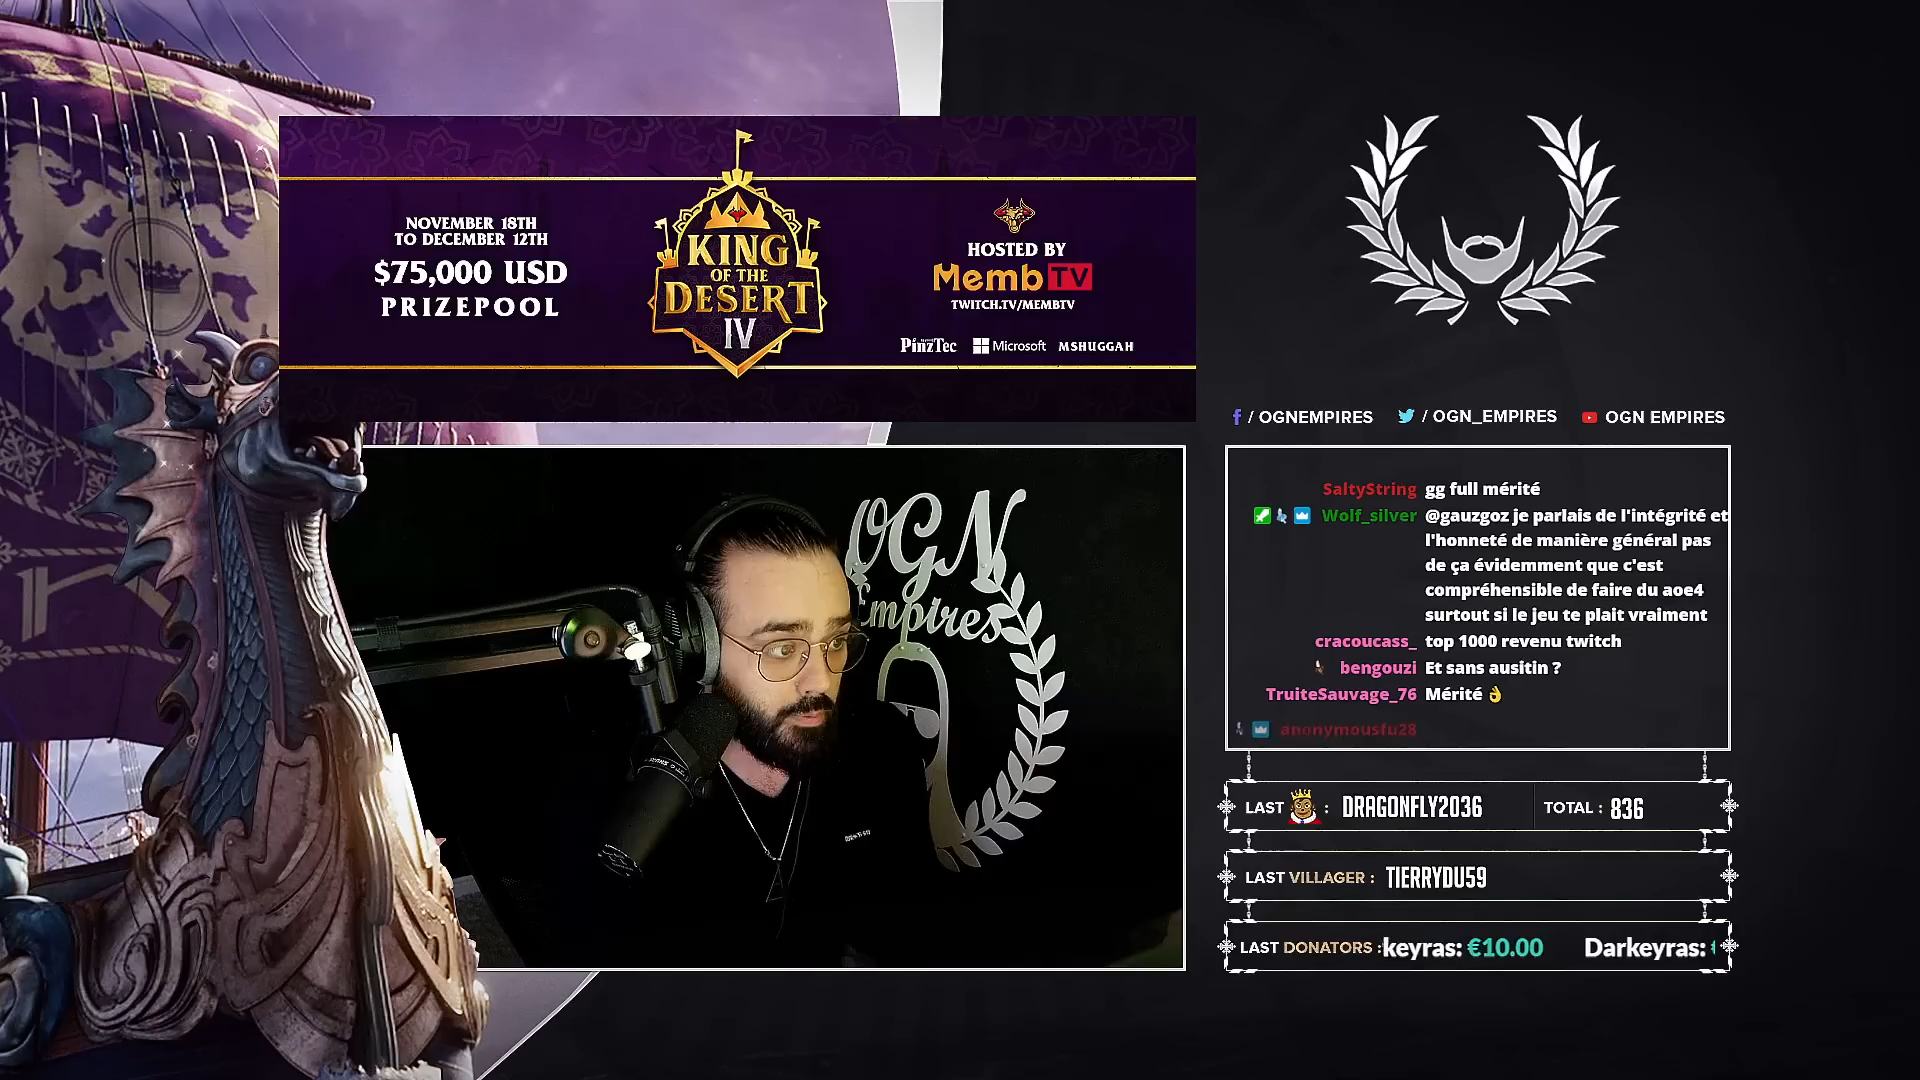 NOVEMBER 18TH
TO DECEMBER 12TH
$75,000 USD
PRIZEPOOL
KING
OF THE
DESERT
IV
HOSTED BY
MembTV
TWITCH.TV/MEMBTV
PinzTec Microsoft MSHUGGAH
/ OGNEMPIRES / OGN_EMPIRES OGN EMPIRES
OGN
Empires
SaltyString gg full mérité
Wolf_silver @gauzgoz je parlais de l'intégrité et
l'honneté de manière général pas
de ça évidemment que c'est
compréhensible de faire du aoe4
surtout si le jeu te plait vraiment
cracoucass_ top 1000 revenu twitch
bengouzi Et sans ausitin ?
TruiteSauvage_76 Mérité 👌
anonymousfu28
LAST : DRAGONFLY2036 TOTAL : 836
LAST VILLAGER : TIERRYDU59
LAST DONATORS : keyras: €10.00 Darkeyras: